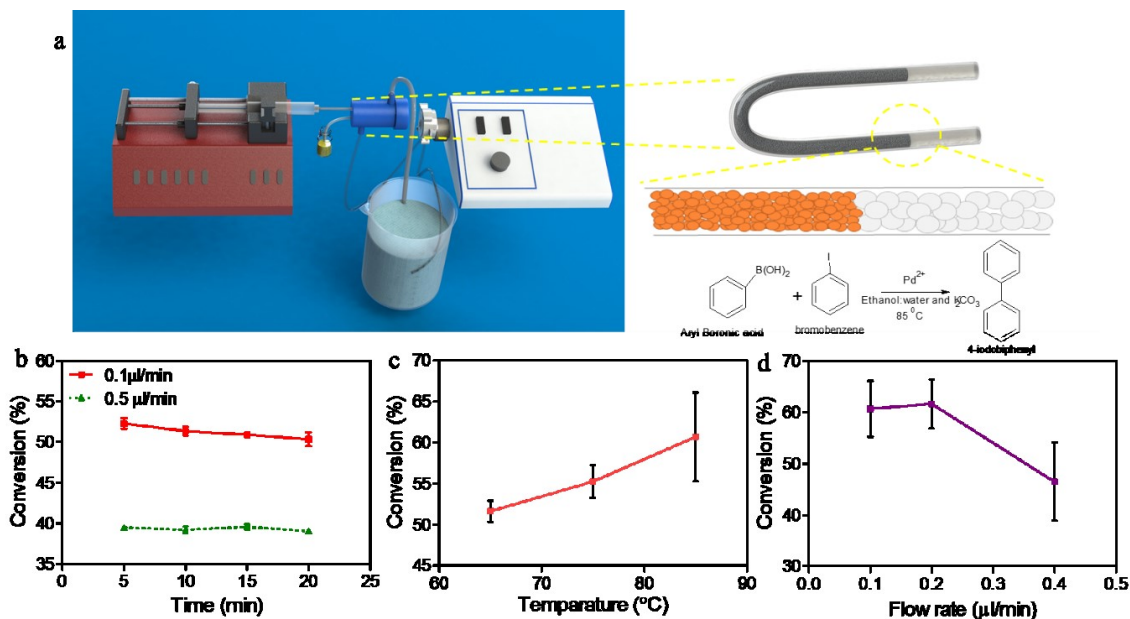 a
B(OH)2
I
+
Pd2+
Ethanol:water and K2CO3
85 0C
Aryl Boronic acid
bromobenzene
4-iodobiphenyl
b
60
55
50
45
40
35
0
5
10
15
20
25
Conversion (%)
Time (min)
0.1µl/min
0.5 µl/min
c
70
65
60
55
50
45
60
70
80
90
Conversion (%)
Temparature (ºC)
d
70
60
50
40
30
0.0
0.1
0.2
0.3
0.4
0.5
Conversion (%)
Flow rate (µl/min)